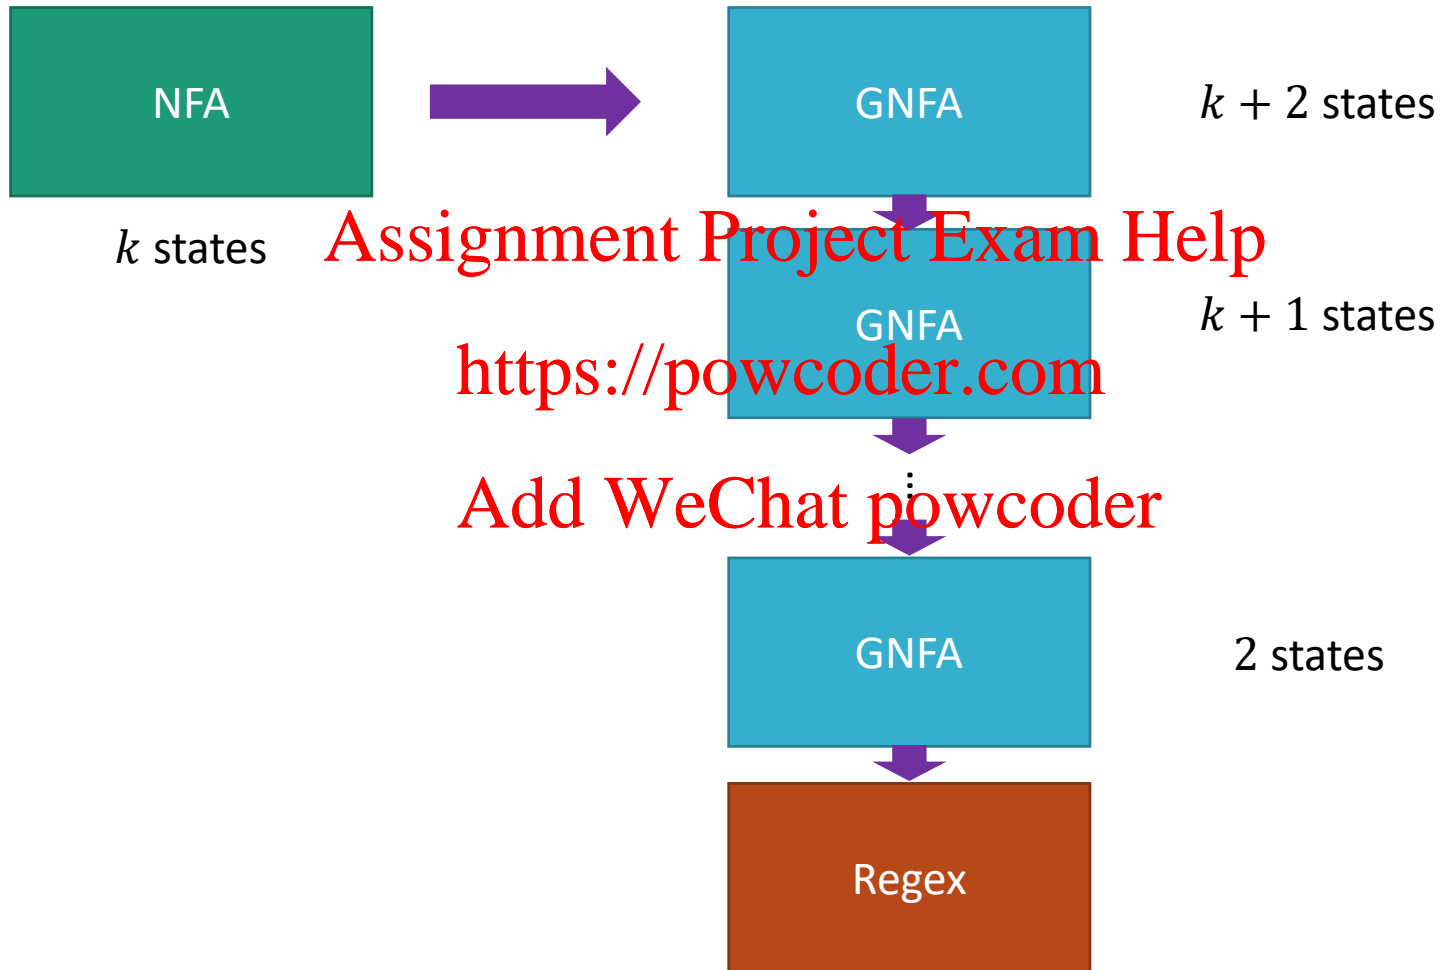 NFA
GNFA
k + 2 states
k states
Assignment Project Exam Help
GNFA
k + 1 states
https://powcoder.com
⋮
Add WeChat powcoder
GNFA
2 states
Regex